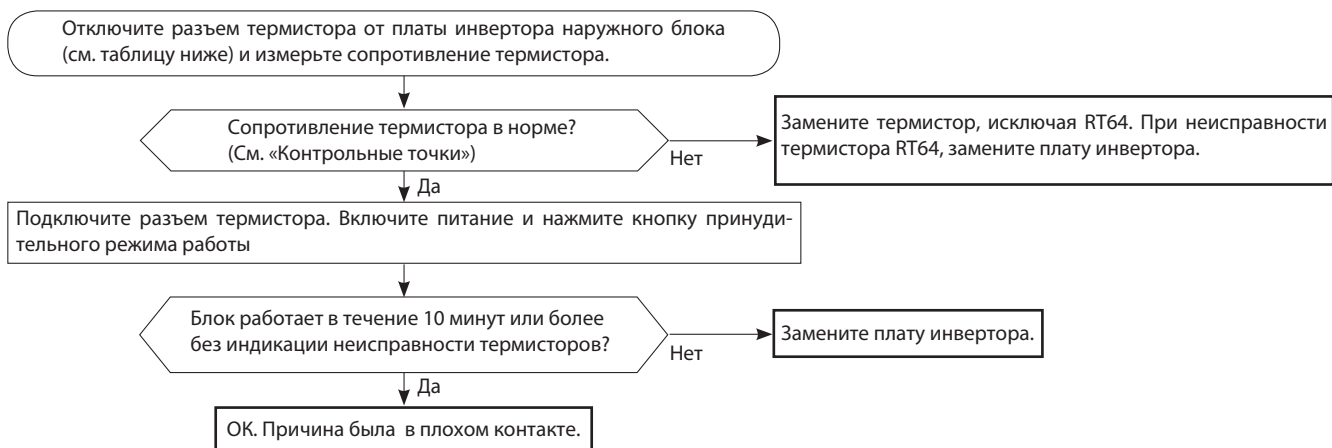 Отключите разъем термистора от платы инвертора наружного блока
(см. таблицу ниже) и измерьте сопротивление термистора.
Сопротивление термистора в норме?
(См. «Контрольные точки»)
Нет
Замените термистор, исключая RT64. При неисправности
термистора RT64, замените плату инвертора.
Да
Подключите разъем термистора. Включите питание и нажмите кнопку принуди-
тельного режима работы
Блок работает в течение 10 минут или более
без индикации неисправности термисторов?
Нет
Замените плату инвертора.
Да
ОК. Причина была в плохом контакте.